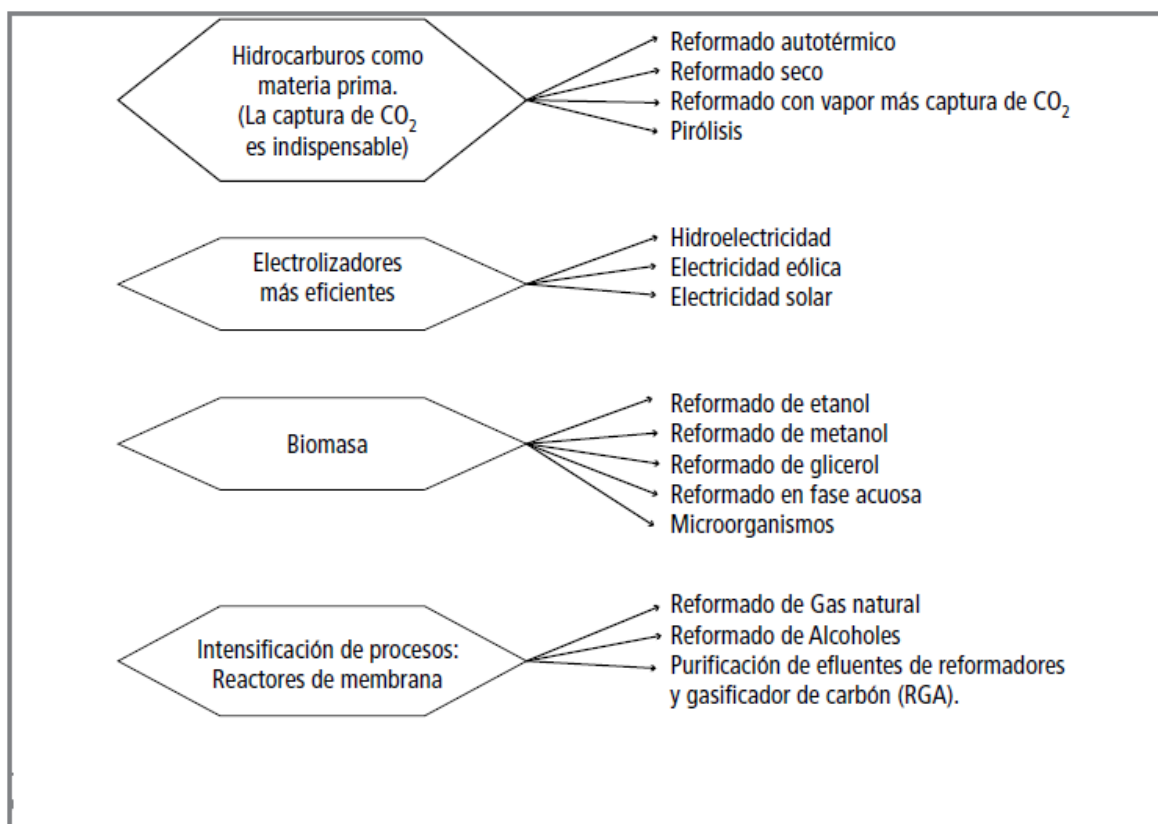 Hidrocarburos como
materia prima.
(La captura de CO₂
es indispensable)
Reformado autotérmico
Reformado seco
Reformado con vapor más captura de CO₂
Pirólisis
Electrolizadores
más eficientes
Hidroelectricidad
Electricidad eólica
Electricidad solar
Biomasa
Reformado de etanol
Reformado de metanol
Reformado de glicerol
Reformado en fase acuosa
Microorganismos
Intensificación de procesos:
Reactores de membrana
Reformado de Gas natural
Reformado de Alcoholes
Purificación de efluentes de reformadores
y gasificador de carbón (RGA).